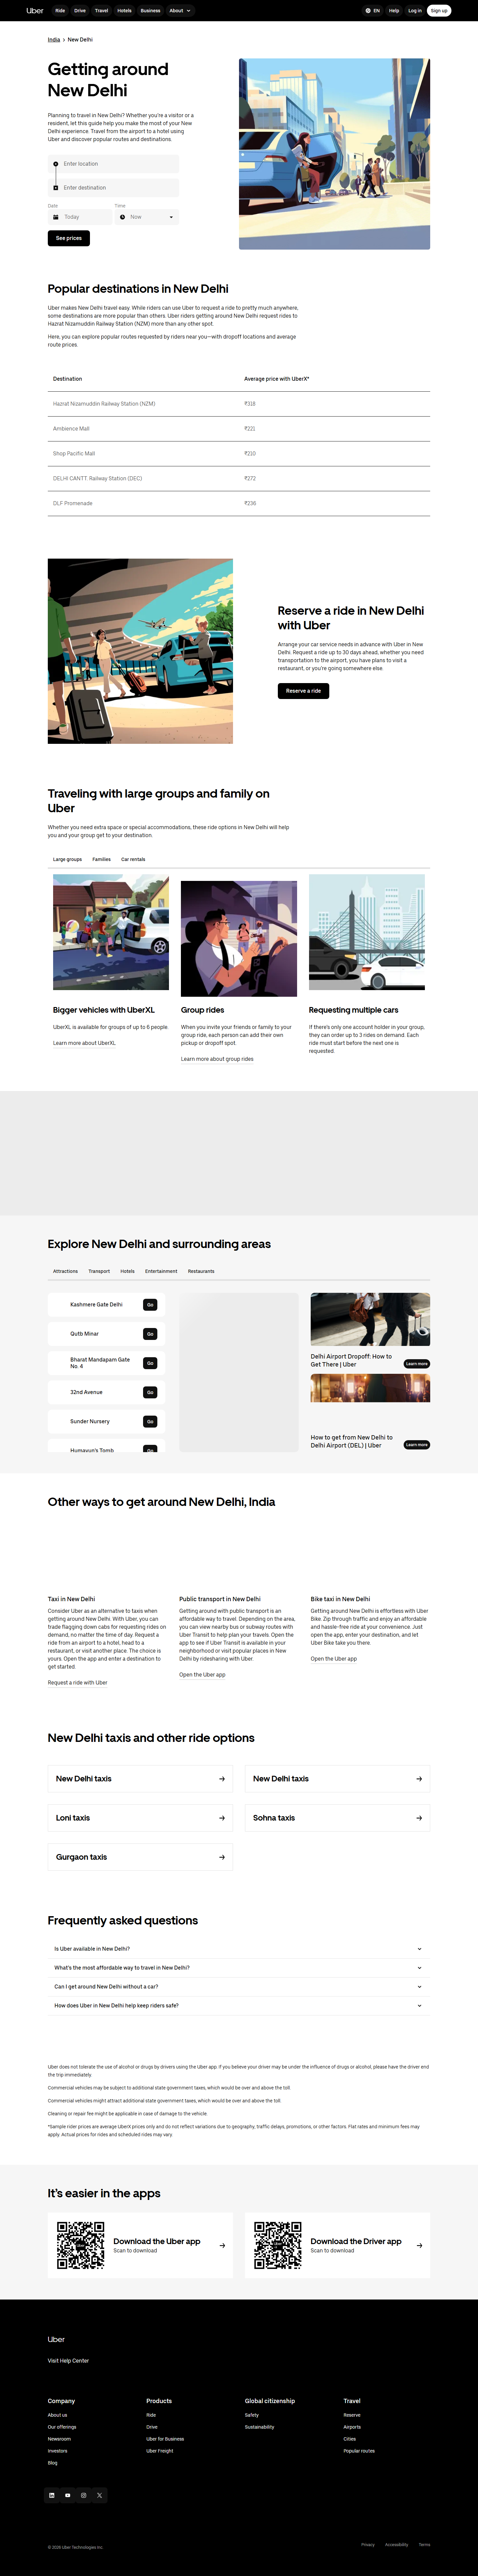 Uber Ride Drive Travel Hotels Business About EN Help Log in Sign up
India > New Delhi
Getting around
New Delhi
Planning to travel in New Delhi? Whether you're a visitor or a
resident, let this guide help you make the most of your New
Delhi experience. Travel from the airport to a hotel using
Uber and discover popular routes and destinations.
Enter location
Enter destination
Date Time
Today Now
See prices
Popular destinations in New Delhi
Uber makes New Delhi travel easy. While riders can use Uber to request a ride to pretty much anywhere,
some destinations are more popular than others. Uber riders getting around New Delhi request rides to
Hazrat Nizamuddin Railway Station (NZM) more than any other spot.
Here, you can explore popular routes requested by riders near you—with dropoff locations and average
route prices.
Destination Average price with UberX*
Hazrat Nizamuddin Railway Station (NZM) ₹318
Ambience Mall ₹221
Shop Pacific Mall ₹210
DELHI CANTT. Railway Station (DEC) ₹272
DLF Promenade ₹236
Reserve a ride in New Delhi
with Uber
Arrange your car service needs in advance with Uber in New
Delhi. Request a ride up to 30 days ahead, whether you need
transportation to the airport, you have plans to visit a
restaurant, or you're going somewhere else.
Reserve a ride
Traveling with large groups and family on
Uber
Whether you need extra space or special accommodations, these ride options in New Delhi will help
you and your group get to your destination.
Large groups Families Car rentals
Bigger vehicles with UberXL
UberXL is available for groups of up to 6 people.
Learn more about UberXL
Group rides
When you invite your friends or family to your
group ride, each person can add their own
pickup or dropoff spot.
Learn more about group rides
Requesting multiple cars
If there's only one account holder in your group,
they can order up to 3 rides on demand. Each
ride must start before the next one is
requested.
Explore New Delhi and surrounding areas
Attractions Transport Hotels Entertainment Restaurants
Kashmere Gate Delhi Go
Qutb Minar Go
Bharat Mandapam Gate
No. 4 Go
32nd Avenue Go
Sunder Nursery Go
Humayun's Tomb Go
Delhi Airport Dropoff: How to
Get There | Uber Learn more
How to get from New Delhi to
Delhi Airport (DEL) | Uber Learn more
Other ways to get around New Delhi, India
Taxi in New Delhi
Consider Uber as an alternative to taxis when
getting around New Delhi. With Uber, you can
trade flagging down cabs for requesting rides on
demand, no matter the time of day. Request a
ride from an airport to a hotel, head to a
restaurant, or visit another place. The choice is
yours. Open the app and enter a destination to
get started.
Request a ride with Uber
Public transport in New Delhi
Getting around with public transport is an
affordable way to travel. Depending on the area,
you can view nearby bus or subway routes with
Uber Transit to help plan your travels. Open the
app to see if Uber Transit is available in your
neighborhood or visit popular places in New
Delhi by ridesharing with Uber.
Open the Uber app
Bike taxi in New Delhi
Getting around New Delhi is effortless with Uber
Bike. Zip through traffic and enjoy an affordable
and hassle-free ride at your convenience. Just
open the app, enter your destination, and let
Uber Bike take you there.
Open the Uber app
New Delhi taxis and other ride options
New Delhi taxis New Delhi taxis
Loni taxis Sohna taxis
Gurgaon taxis
Frequently asked questions
Is Uber available in New Delhi?
What's the most affordable way to travel in New Delhi?
Can I get around New Delhi without a car?
How does Uber in New Delhi help keep riders safe?
Uber does not tolerate the use of alcohol or drugs by drivers using the Uber app. If you believe your driver may be under the influence of drugs or alcohol, please have the driver end
the trip immediately.
Commercial vehicles may be subject to additional state government taxes, which would be over and above the toll.
Commercial vehicles might attract additional state government taxes, which would be over and above the toll.
Cleaning or repair fee might be applicable in case of damage to the vehicle.
*Sample rider prices are average UberX prices only and do not reflect variations due to geography, traffic delays, promotions, or other factors. Flat rates and minimum fees may
apply. Actual prices for rides and scheduled rides may vary.
It's easier in the apps
Download the Uber app
Scan to download
Download the Driver app
Scan to download
Uber
Visit Help Center
Company Products Global citizenship Travel
About us Ride Safety Reserve
Our offerings Drive Sustainability Airports
Newsroom Uber for Business Cities
Investors Uber Freight Popular routes
Blog
© 2026 Uber Technologies Inc. Privacy Accessibility Terms